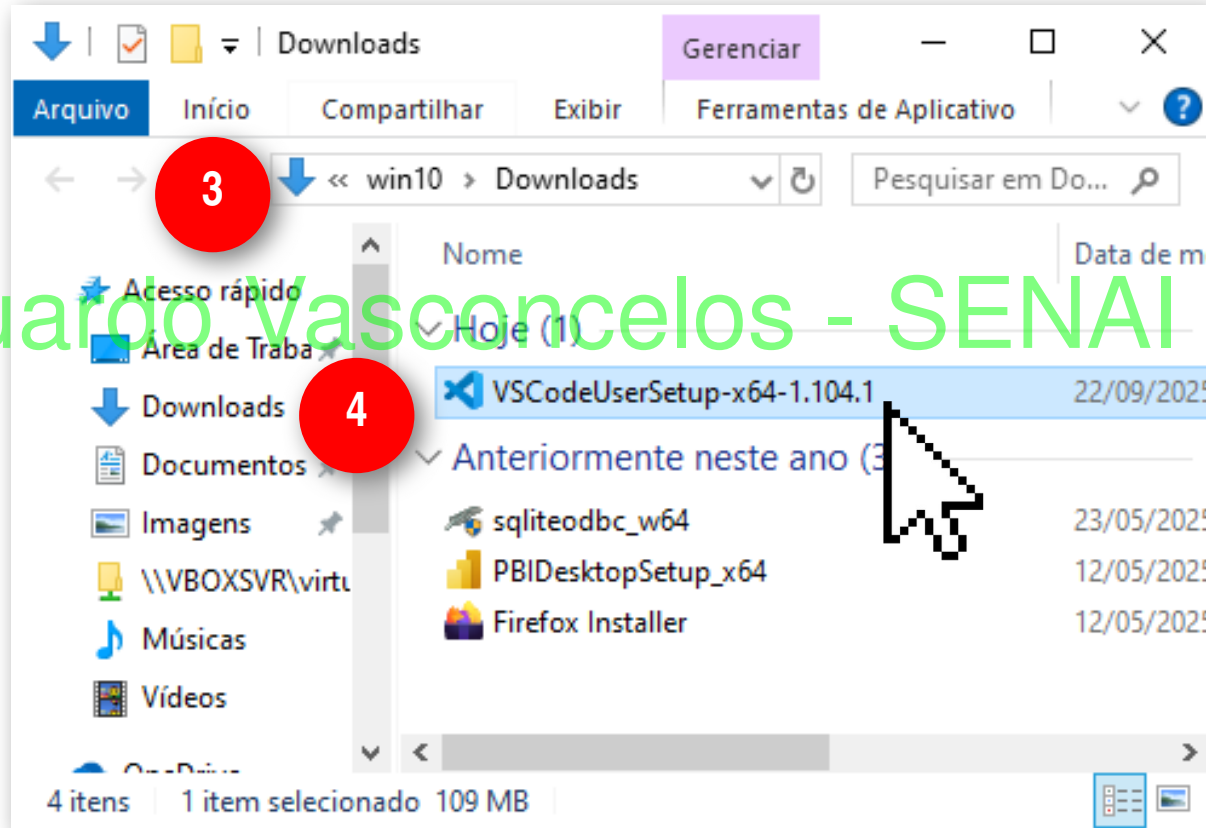 Downloads
Gerenciar
Arquivo Início Compartilhar Exibir Ferramentas de Aplicativo ?
3
« win10 > Downloads
Pesquisar em Do...
Nome
Data de m
Acesso rápido
Área de Traba
Downloads
Documentos
Imagens
\\VBOXSVR\virtu
Músicas
Vídeos
OneDrive
uardo Vasconcelos - SENAI
Hoje (1)
4
VSCodeUserSetup-x64-1.104.1 22/09/2025
Anteriormente neste ano (3
sqliteodbc_w64 23/05/2025
PBIDesktopSetup_x64 12/05/2025
Firefox Installer 12/05/2025
4 itens 1 item selecionado 109 MB